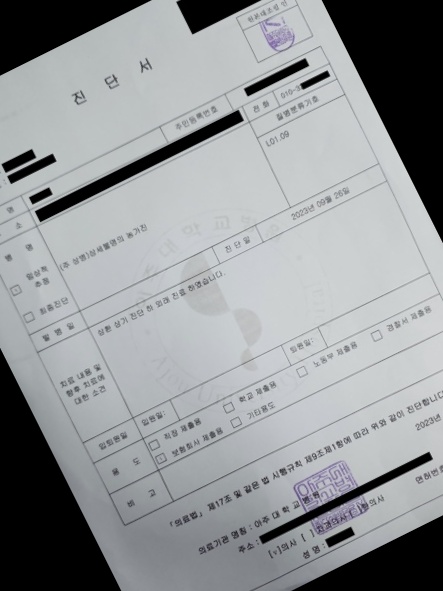 원본대조필 인
진 단 서
주민등록번호
전 화 010-3
질병분류기호
L01.09
병 명
(주 상병)상세불명의 농가진
임상적 추정
최종진단
발 병 일
진 단 일
2023년 09월 26일
치료 내용 및 향후 치료에 대한 소견
상환 상기 진단 하 외래 진료 하였습니다.
입퇴원일
입원일:
퇴원일:
용 도
직장 제출용
학교 제출용
노동부 제출용
경찰서 제출용
보험회사 제출용
기타용도
비 고
「의료법」 제17조 및 같은 법 시행규칙 제9조제1항에 따라 위와 같이 진단합니다
2023년
의료기관 명칭 : 아주 대 학 교 병 원
주소 :
[v]의사 [ ]치과의사 [ ]한의사
면허번호
성 명 :